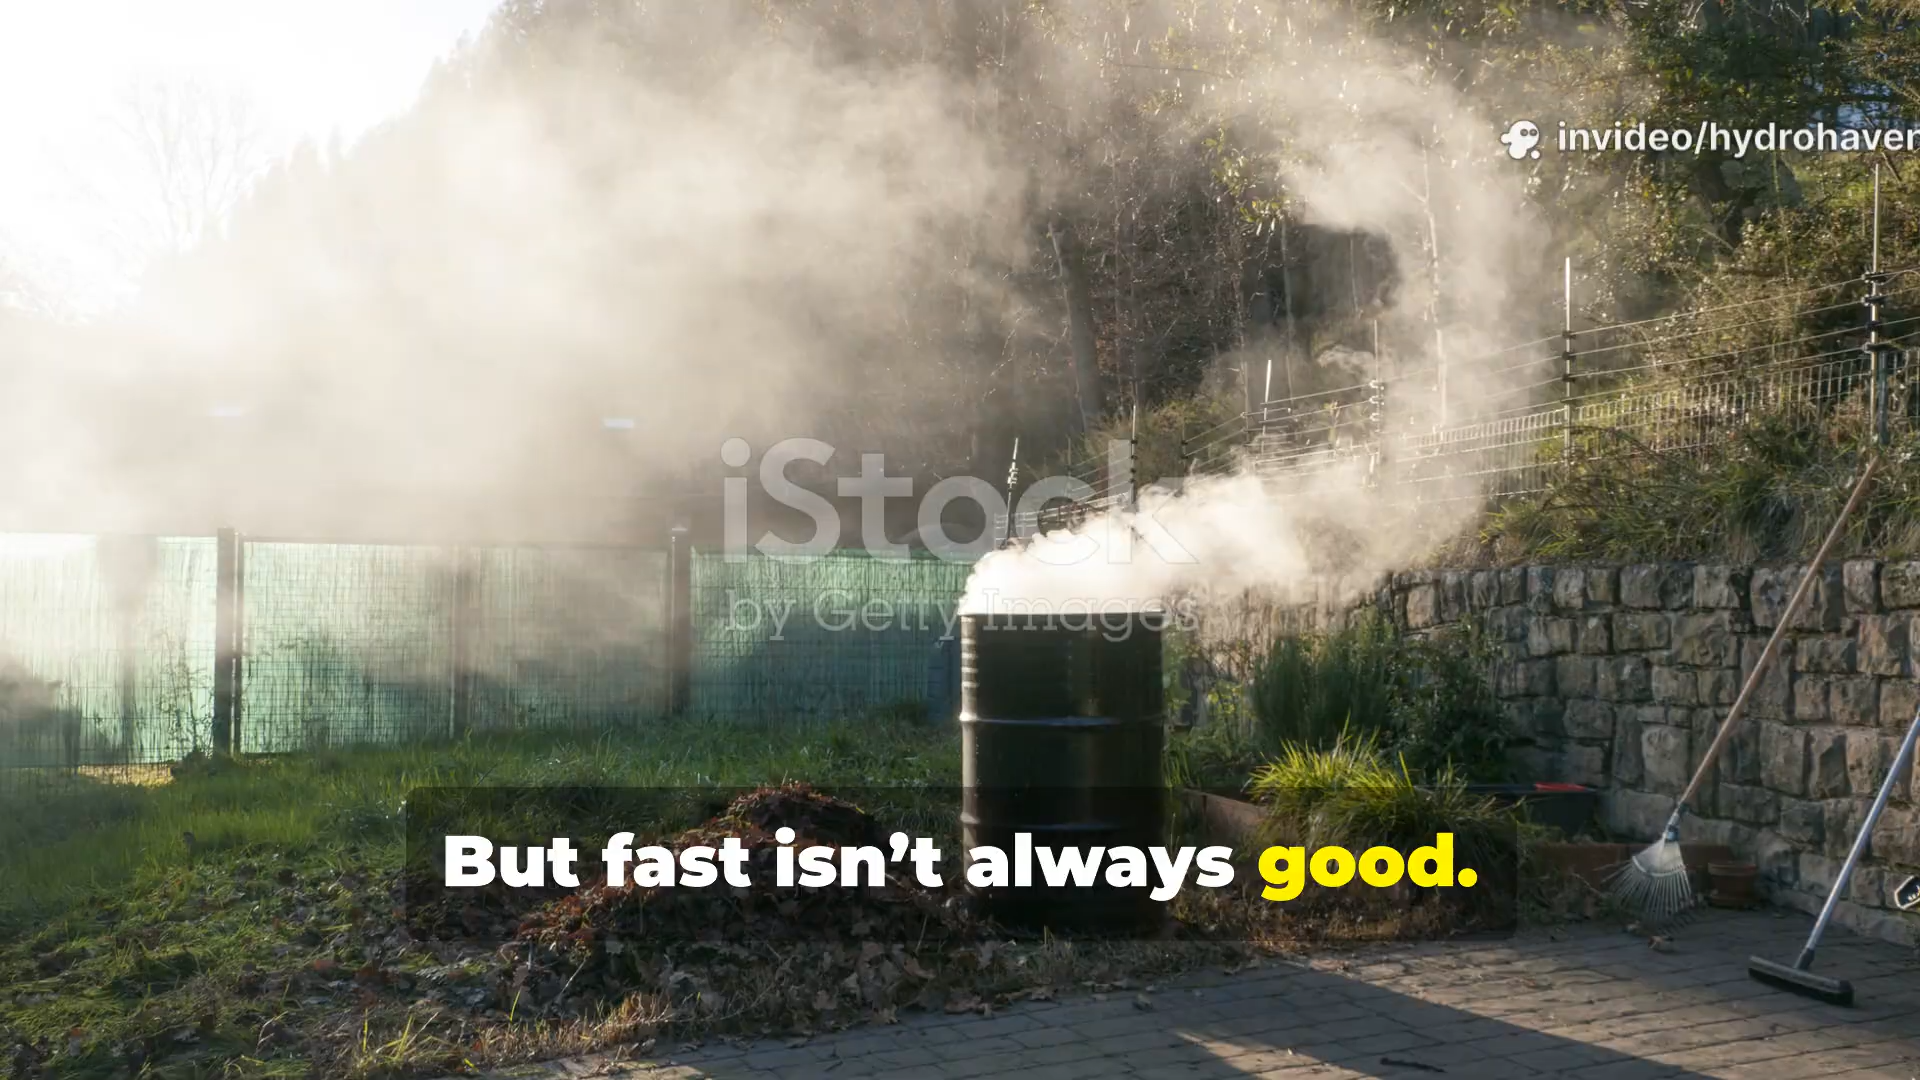 invideo/hydrohaven
iStock
by Getty Images
But fast isn't always good.